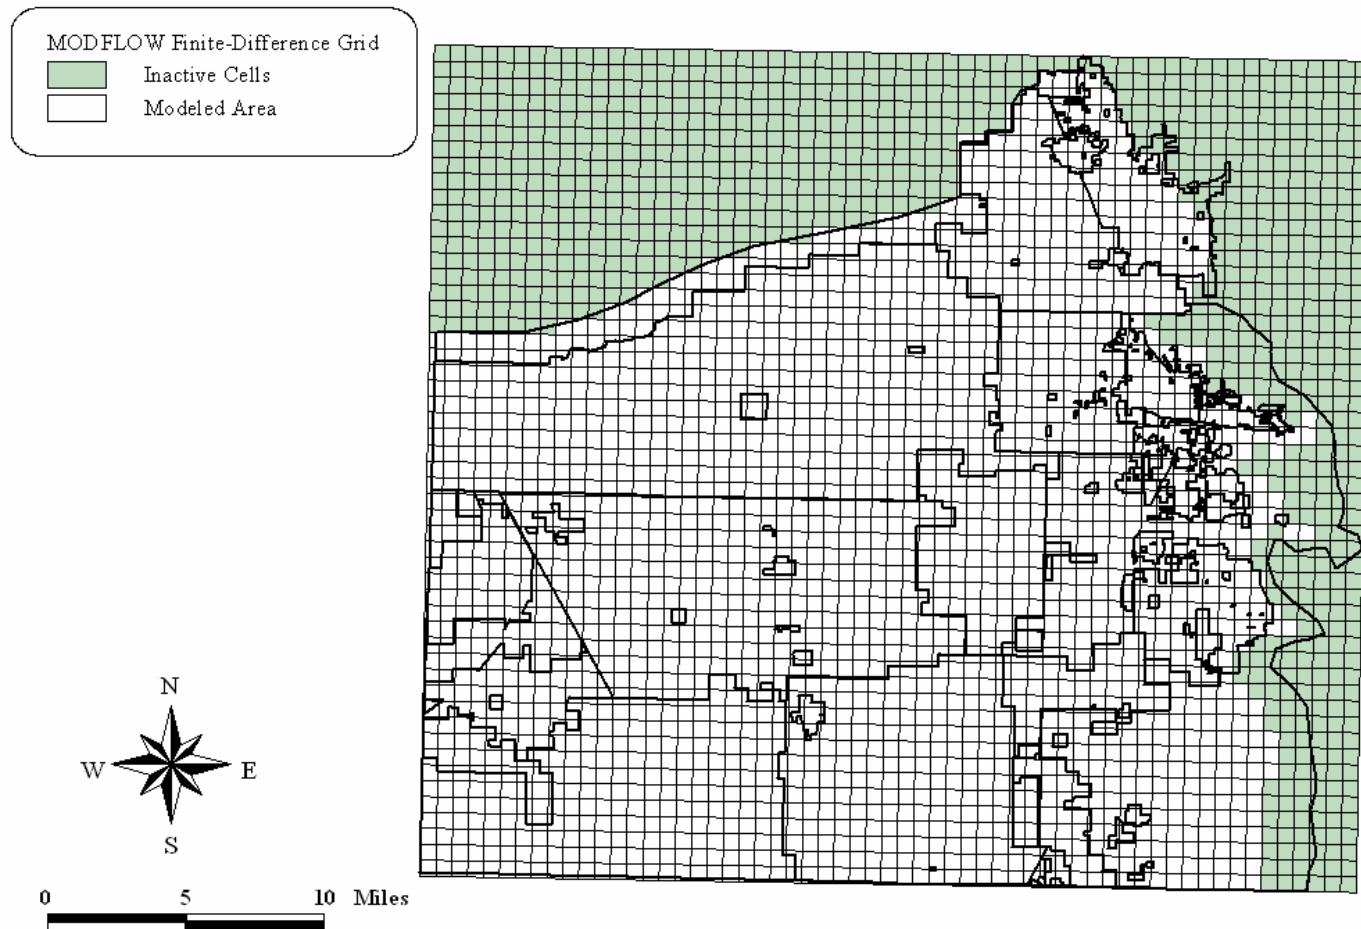 MODFLOW Finite-Difference Grid
Inactive Cells
Modeled Area
N
W E
S
0 5 10 Miles